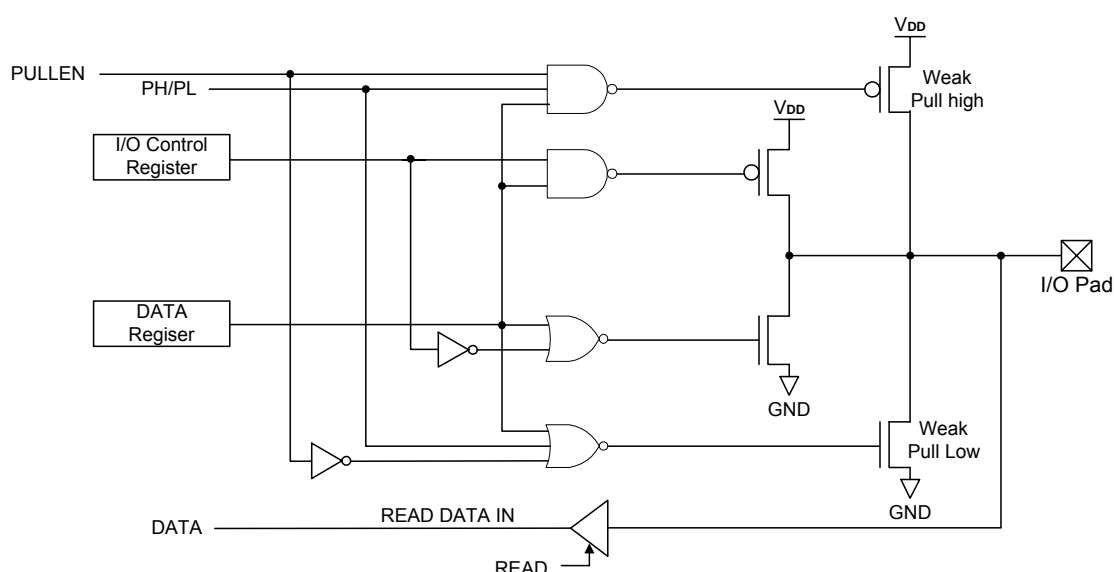 VDD
PULLEN
PH/PL
Weak
Pull high
VDD
I/O Control
Register
I/O Pad
DATA
Regiser
GND
Weak
Pull Low
GND
READ DATA IN
DATA
READ